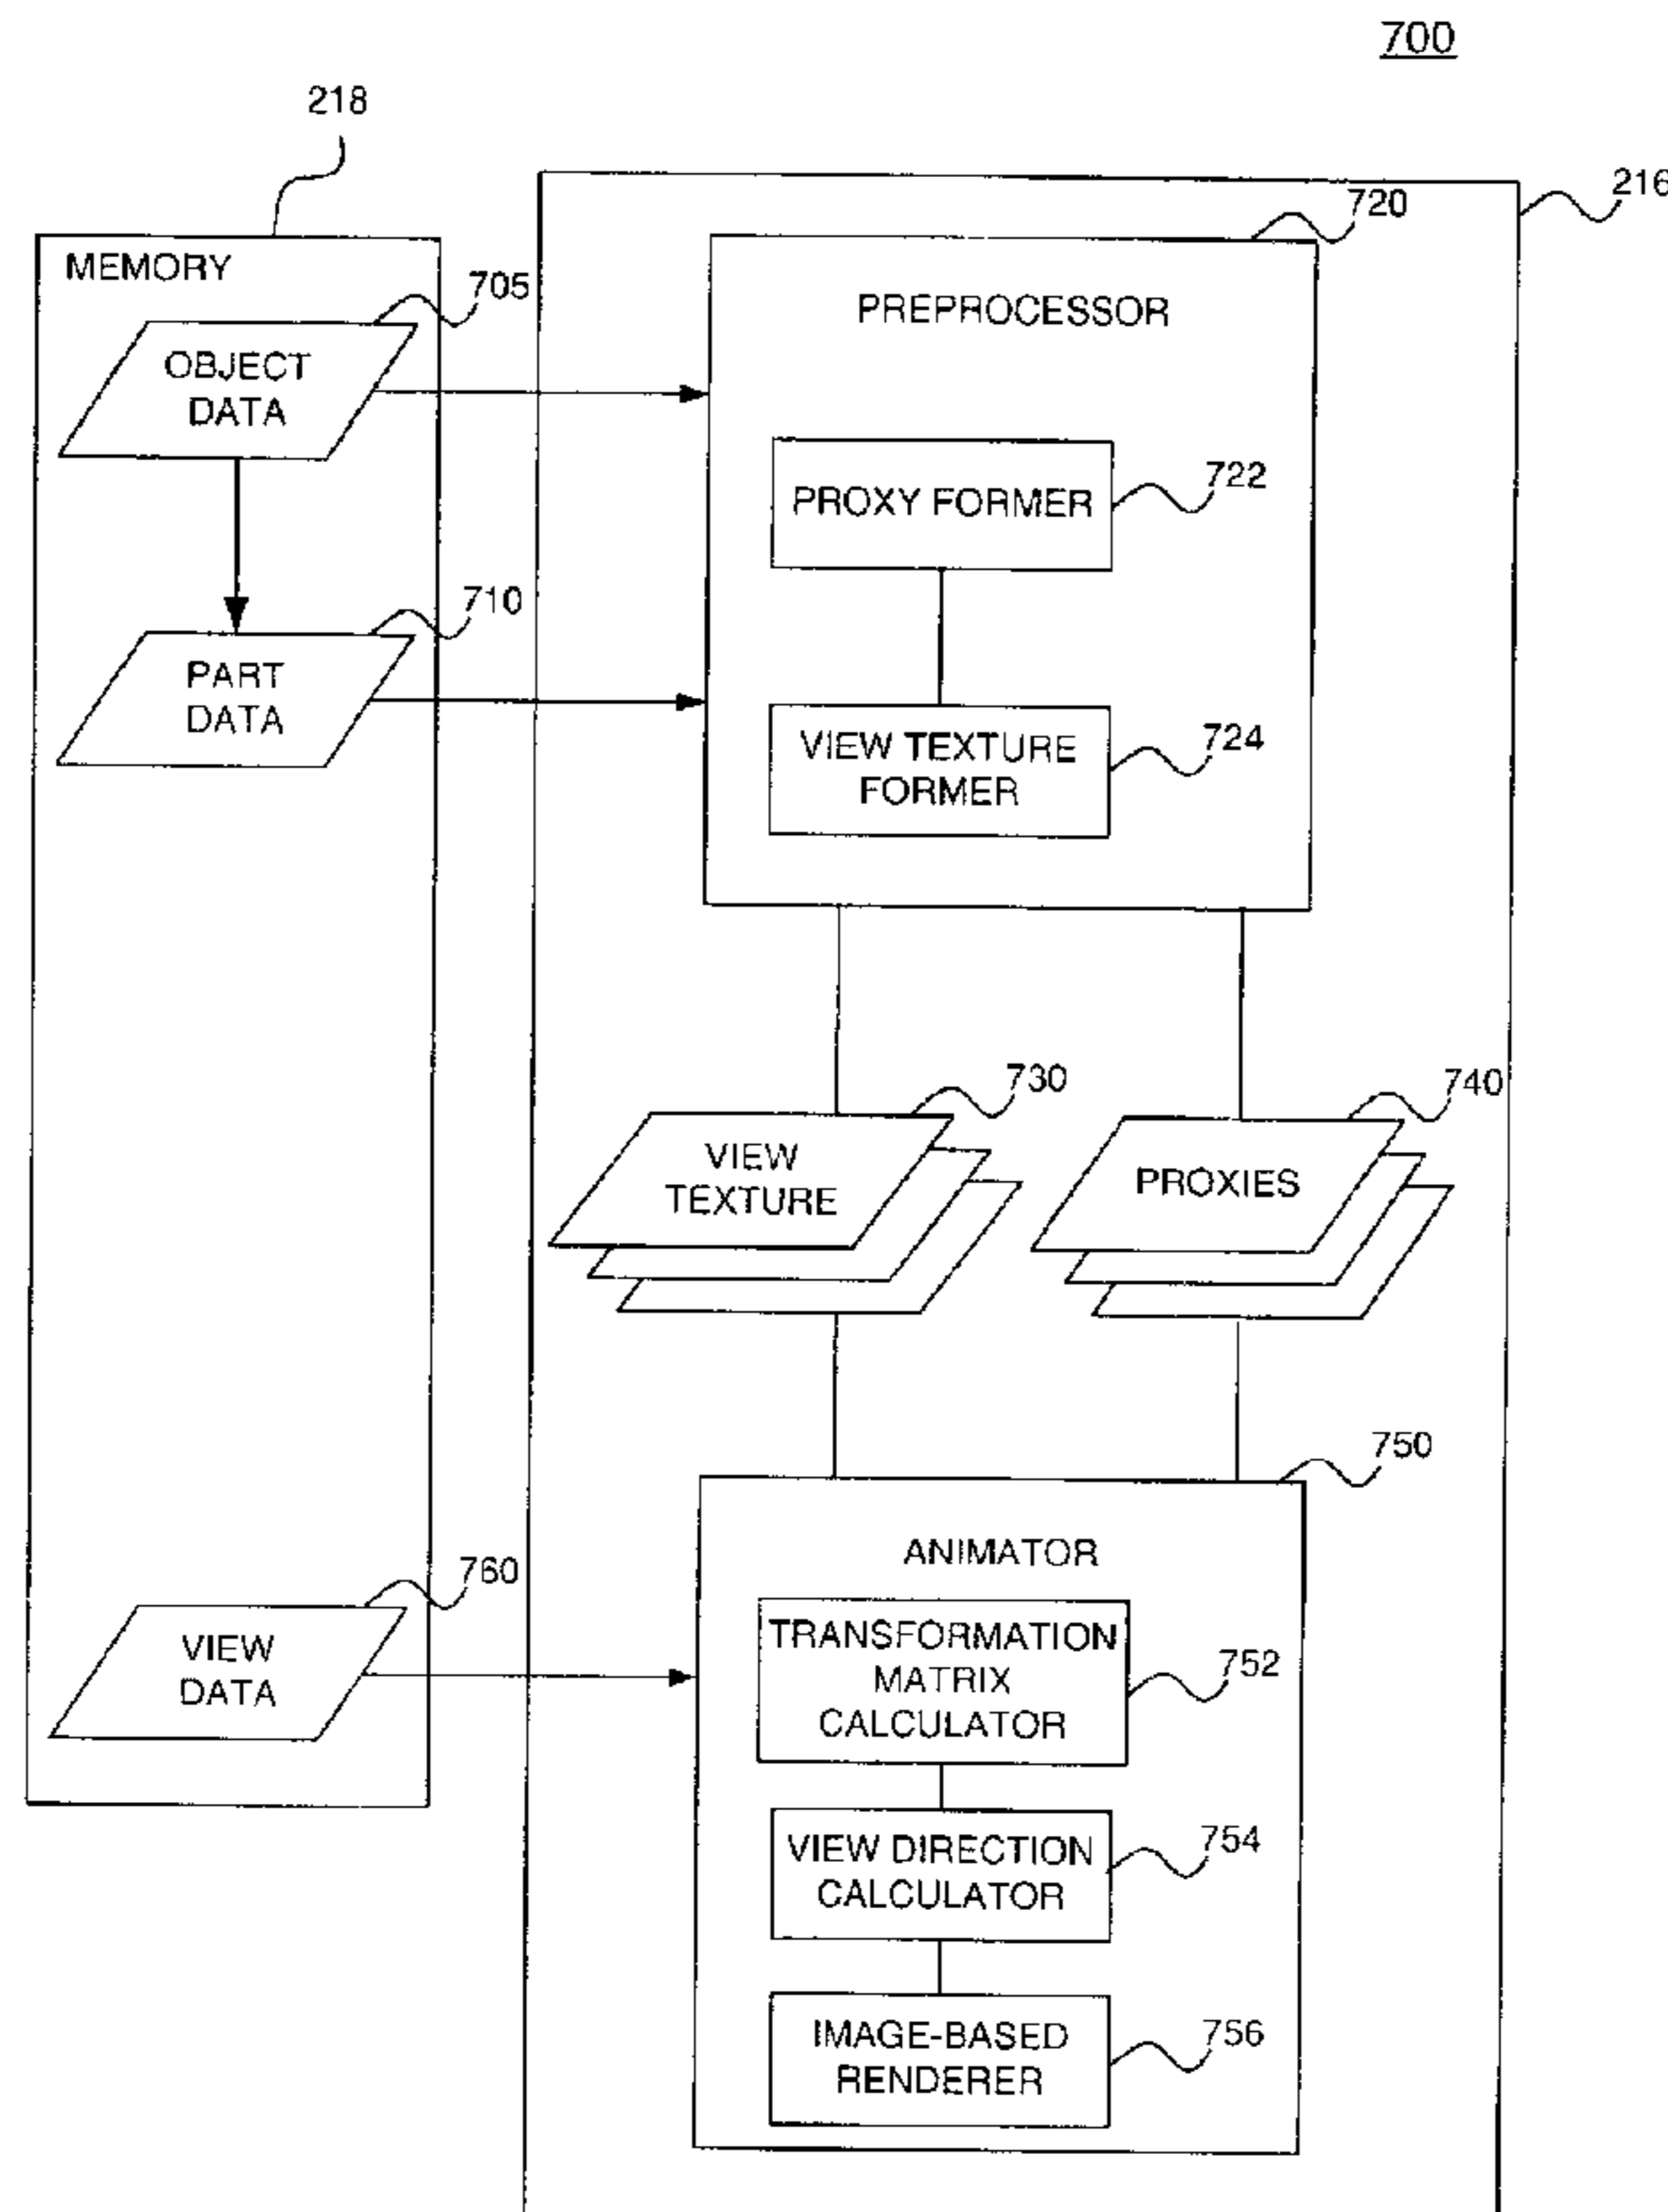 700
218
216
720
MEMORY
705
PREPROCESSOR
OBJECT
DATA
722
PROXY FORMER
710
PART
DATA
724
VIEW TEXTURE
FORMER
730
740
VIEW
TEXTURE
PROXIES
750
ANIMATOR
760
TRANSFORMATION
MATRIX
CALCULATOR
752
VIEW
DATA
754
VIEW DIRECTION
CALCULATOR
756
IMAGE-BASED
RENDERER